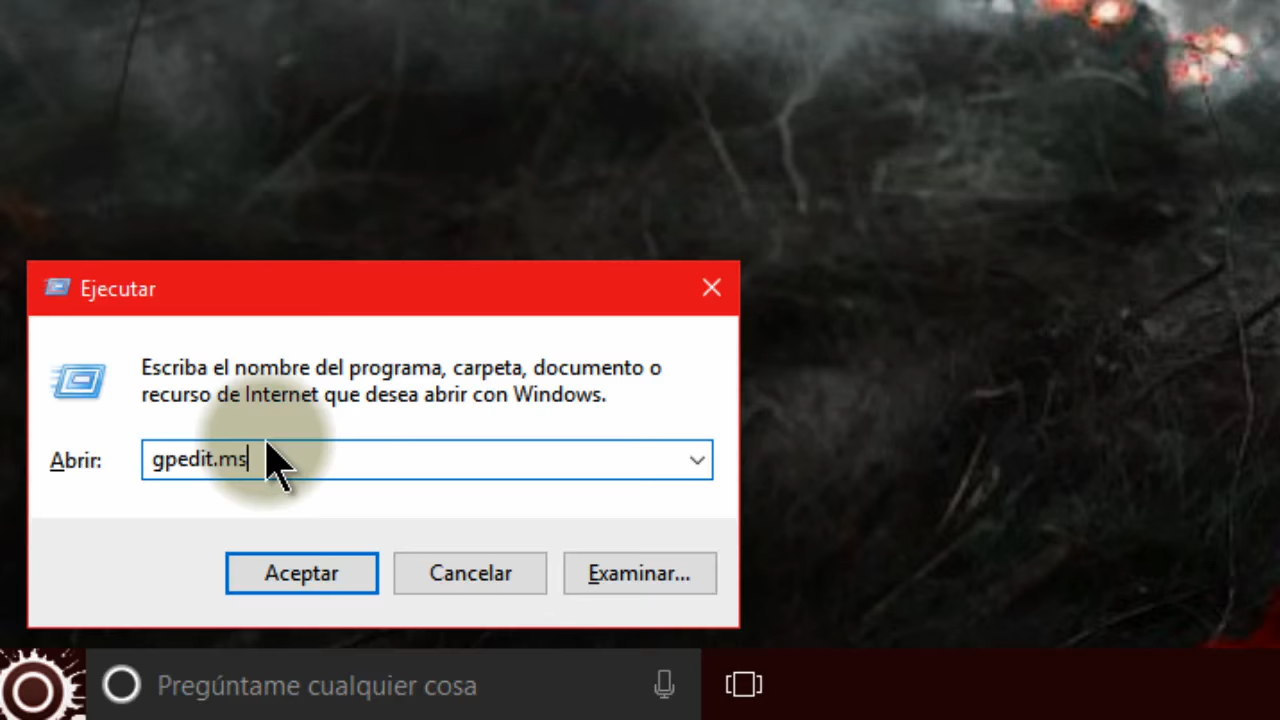 Ejecutar
Escriba el nombre del programa, carpeta, documento o
recurso de Internet que desea abrir con Windows.
Abrir: gpedit.ms
Aceptar Cancelar Examinar...
Pregúntame cualquier cosa